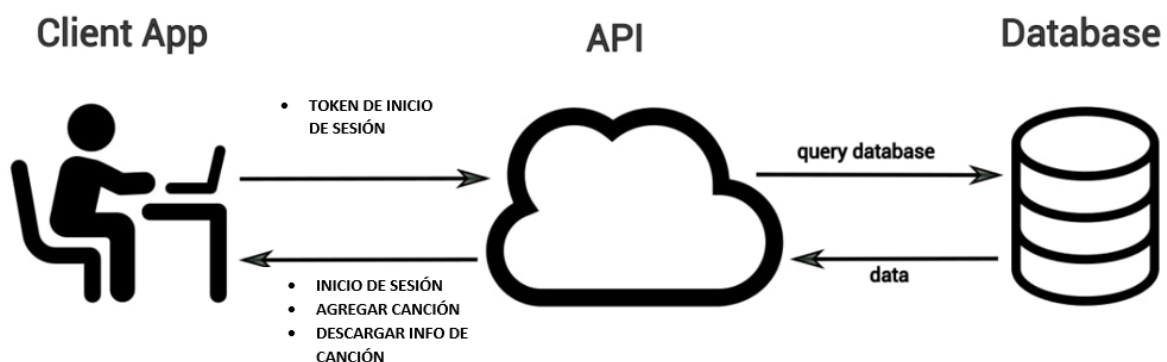 Client App
API
Database
• TOKEN DE INICIO
DE SESIÓN
query database
data
• INICIO DE SESIÓN
• AGREGAR CANCIÓN
• DESCARGAR INFO DE
CANCIÓN